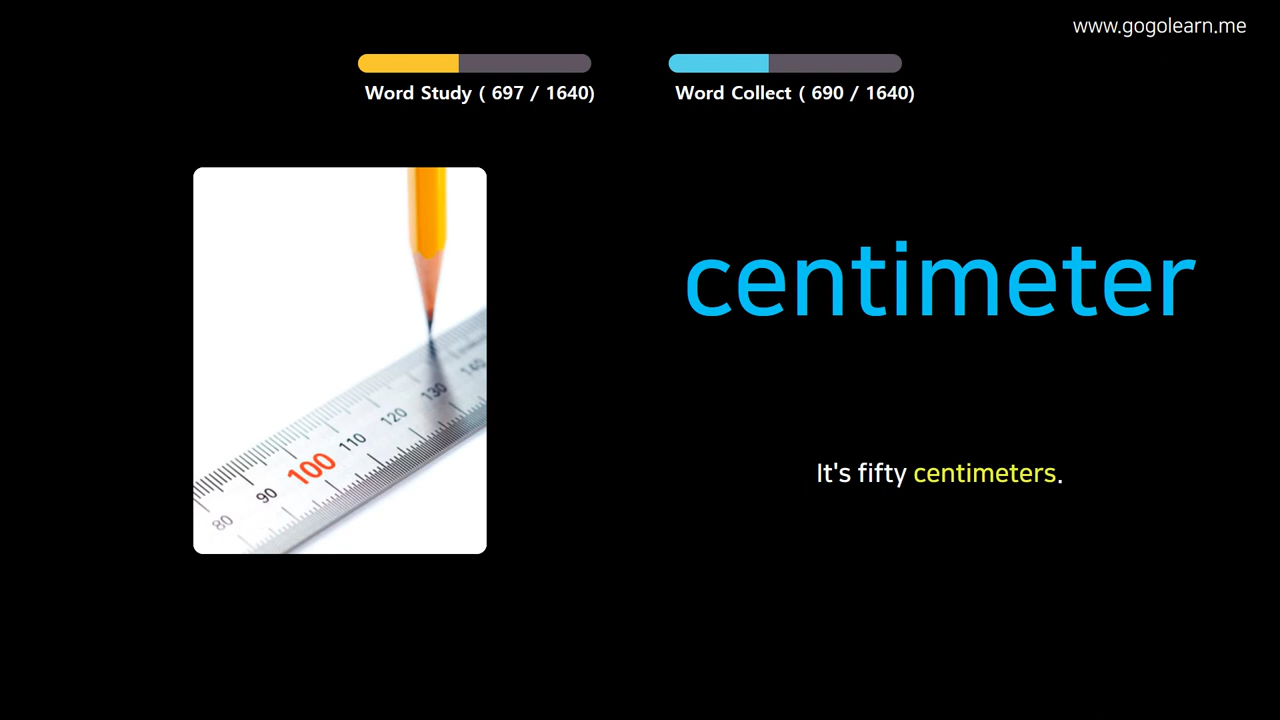 www.gogolearn.me
Word Study ( 697 / 1640)
Word Collect ( 690 / 1640)
centimeter
80 90 100 110 120 130 140
It's fifty centimeters.